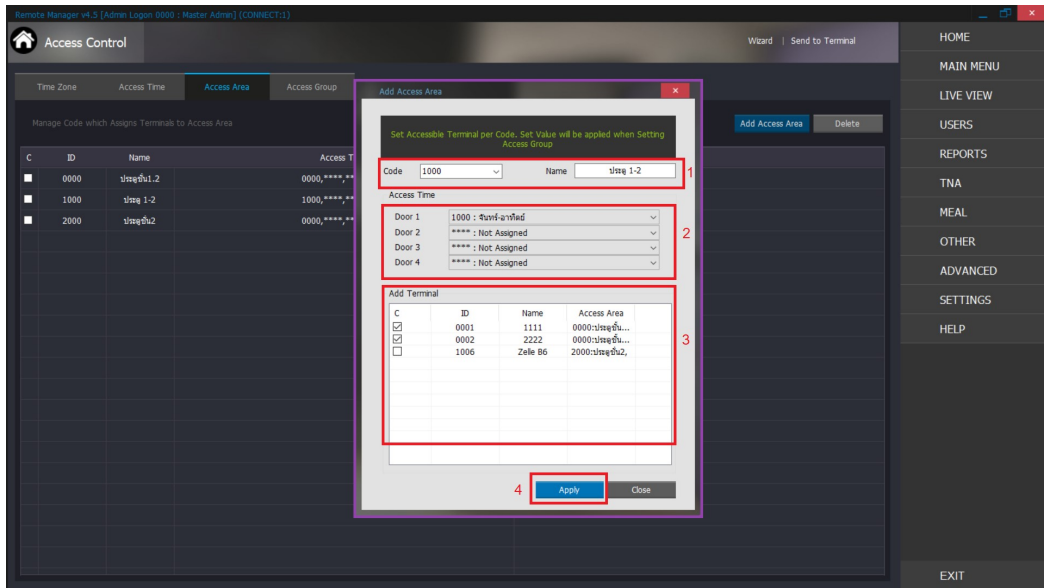 Remote Manager v4.5 [Admin Logon 0000 : Master Admin] (CONNECT:1)
Access Control
Wizard | Send to Terminal
Time Zone Access Time Access Area Access Group
Manage Code which Assigns Terminals to Access Area
Add Access Area Delete
C ID Name Access T
0000 ประตูชั้น1.2 0000,****,**
1000 ประตู 1-2 1000,****,**
2000 ประตูชั้น2 0000,****,**
Add Access Area
Set Accessible Terminal per Code. Set Value will be applied when Setting
Access Group
Code 1000 Name ประตู 1-2 1
Access Time
Door 1 1000 : จันทร์-อาทิตย์
Door 2 **** : Not Assigned
Door 3 **** : Not Assigned
Door 4 **** : Not Assigned
2
Add Terminal
C ID Name Access Area
0001 1111 0000:ประตูชั้น...
0002 2222 0000:ประตูชั้น...
1006 Zelle B6 2000:ประตูชั้น2,
3
4 Apply Close
HOME
MAIN MENU
LIVE VIEW
USERS
REPORTS
TNA
MEAL
OTHER
ADVANCED
SETTINGS
HELP
EXIT